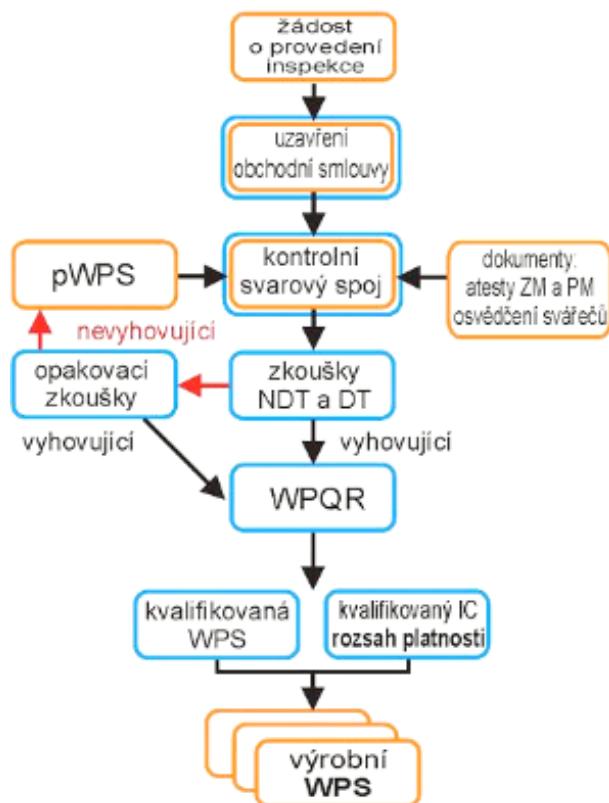 žádost
o provedení
inspekce
uzavření
obchodní smlouvy
pWPS
kontrolní
svarový spoj
dokumenty:
atesty ZM a PM
osvědčení svářečů
nevyhovující
opakovací
zkoušky
zkoušky
NDT a DT
vyhovující
vyhovující
WPQR
kvalifikovaná
WPS
kvalifikovaný IC
rozsah platnosti
výrobní
WPS